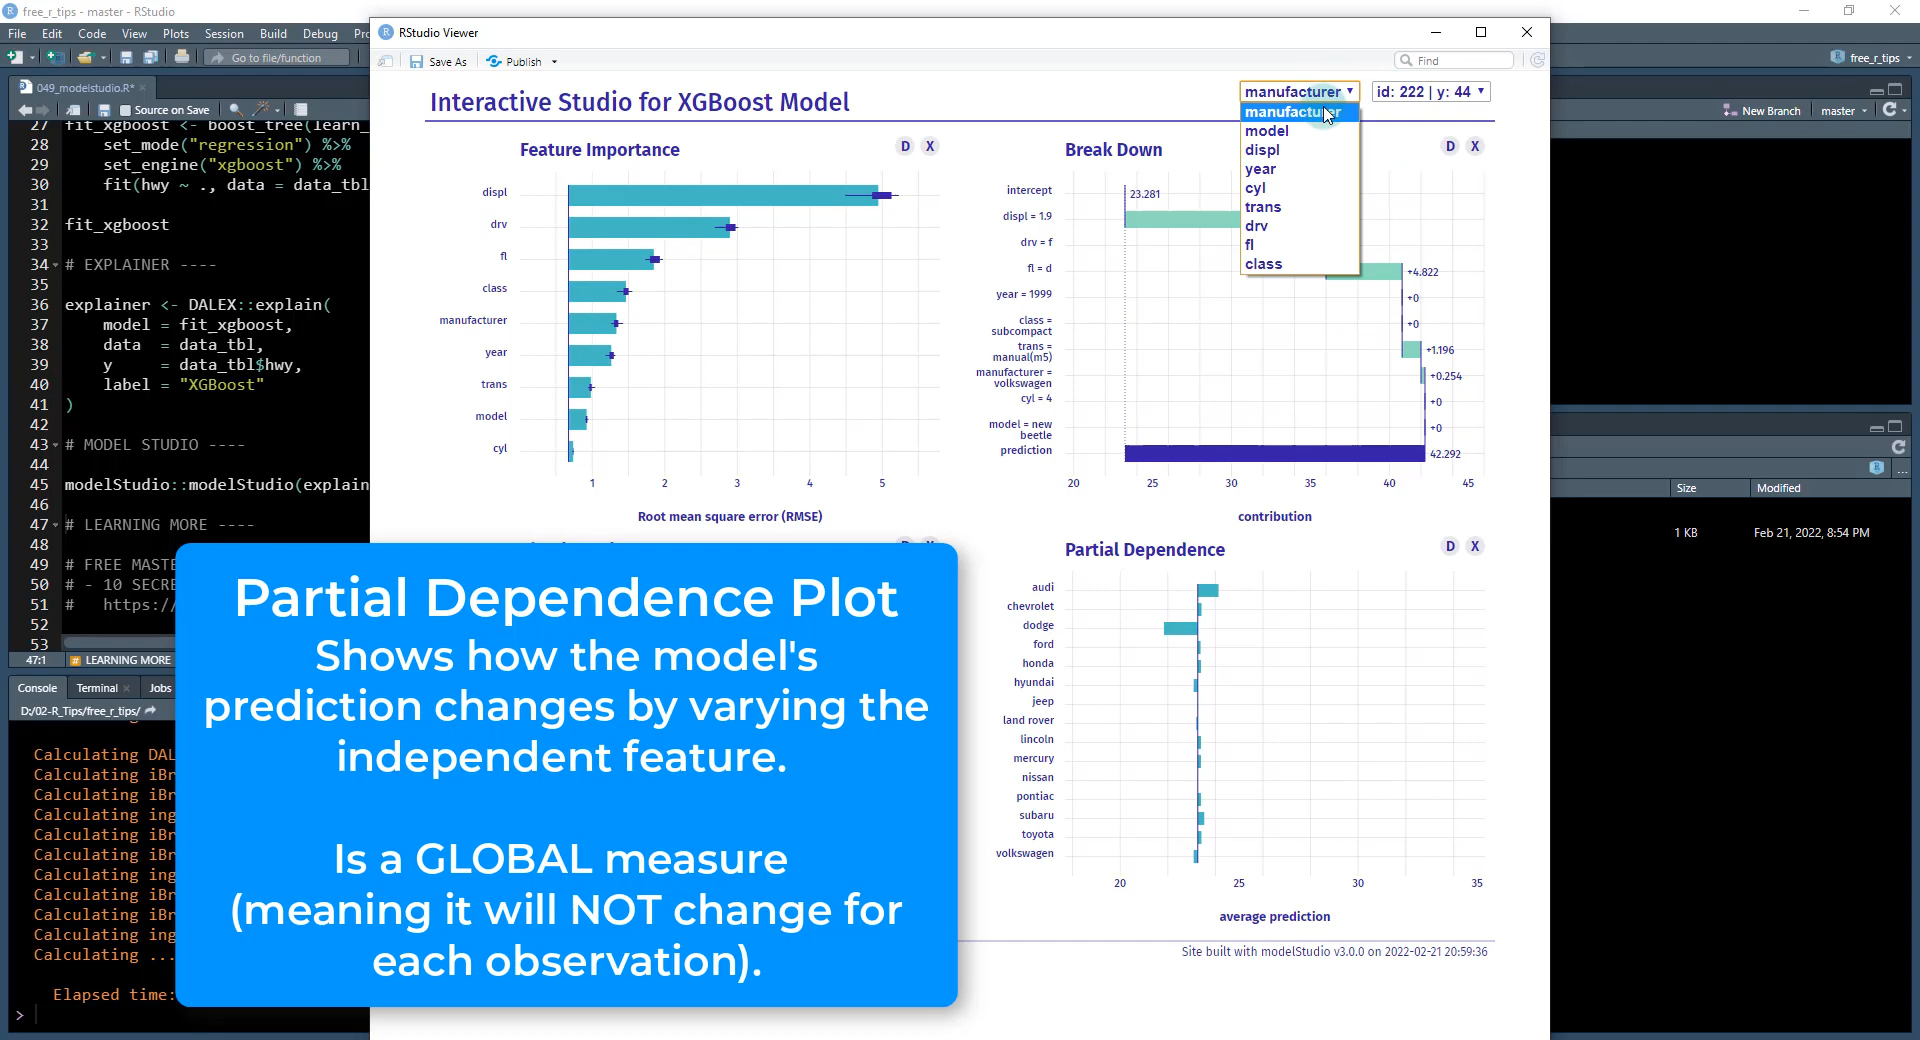 free_r_tips - master - RStudio
File Edit Code View Plots Session Build Debug
Go to file/function
free_r_tips
049_modelstudio.R*
Source on Save
27 fit_xgboost <- boost_tree(learn_
28 set_mode("regression") %>%
29 set_engine("xgboost") %>%
30 fit(hwy ~ ., data = data_tbl
31
32 fit_xgboost
33
34 # EXPLAINER ----
35
36 explainer <- DALEX::explain(
37 model = fit_xgboost,
38 data = data_tbl,
39 y = data_tbl$hwy,
40 label = "XGBoost"
41 )
42
43 # MODEL STUDIO ----
44
45 modelStudio::modelStudio(explain
46
47 # LEARNING MORE ----
48
49 # FREE MASTE
50 # - 10 SECRE
51 # https:/
52
53
47:1 # LEARNING MORE
Console Terminal Jobs
D:/02-R_Tips/free_r_tips/
Calculating DAL
Calculating iBr
Calculating iBr
Calculating ing
Calculating iBr
Calculating iBr
Calculating ing
Calculating iBr
Calculating iBr
Calculating ing
Calculating ...
Elapsed time:
>
RStudio Viewer
Save As Publish
Find
Interactive Studio for XGBoost Model
manufacturer
id: 222 | y: 44
manufacturer
model
displ
year
cyl
trans
drv
fl
class
Feature Importance
D X
displ
drv
fl
class
manufacturer
year
trans
model
cyl
1 2 3 4 5
Root mean square error (RMSE)
Break Down
D X
intercept 23.281
displ = 1.9
drv = f
fl = d +4.822
year = 1999 +0
class =
subcompact +0
trans =
manual(m5) +1.196
manufacturer =
volkswagen +0.254
cyl = 4 +0
model = new
beetle +0
prediction 42.292
20 25 30 35 40 45
contribution
Partial Dependence
D X
audi
chevrolet
dodge
ford
honda
hyundai
jeep
land rover
lincoln
mercury
nissan
pontiac
subaru
toyota
volkswagen
20 25 30 35
average prediction
Site built with modelStudio v3.0.0 on 2022-02-21 20:59:36
Partial Dependence Plot
Shows how the model's
prediction changes by varying the
independent feature.
Is a GLOBAL measure
(meaning it will NOT change for
each observation).
New Branch master
Size Modified
1 KB Feb 21, 2022, 8:54 PM